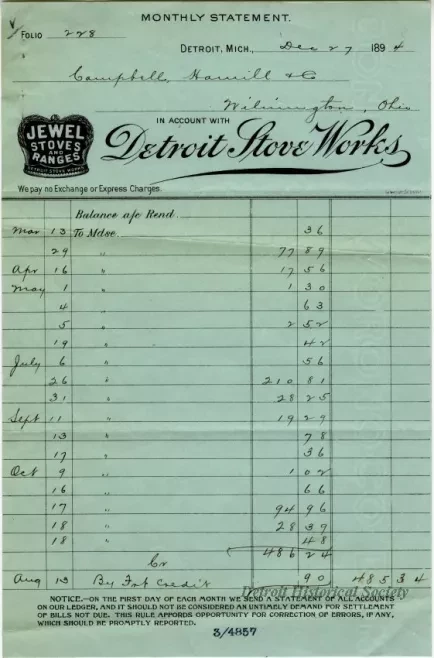 MONTHLY STATEMENT.
FOLIO 228
DETROIT, MICH., Dec 27 1894
Campbell, Hamill & Co
Wilmington, Ohio
IN ACCOUNT WITH
JEWEL
STOVES
AND
RANGES
DETROIT STOVE WORKS
Detroit Stove Works
We pay no Exchange or Express Charges.
Balance a/c Rend
Mar 13 To Mdse. 36
29 " 77 89
Apr 16 " 17 56
May 1 " 1 30
4 " 63
5 " 2 52
19 " 42
July 6 " 56
26 " 210 81
31 " 28 25
Sept 11 " 19 29
13 " 78
17 " 36
Oct 9 " 1 02
16 " 66
17 " 94 96
18 " 28 39
18 " 48
486 24
Cr
Aug 13 By Fgt Credit 90 485 34
Detroit Historical Society
NOTICE.—ON THE FIRST DAY OF EACH MONTH WE SEND A STATEMENT OF ALL ACCOUNTS
ON OUR LEDGER, AND IT SHOULD NOT BE CONSIDERED AN UNTIMELY DEMAND FOR SETTLEMENT
OF BILLS NOT DUE. THIS RULE AFFORDS OPPORTUNITY FOR CORRECTION OF ERRORS, IF ANY,
WHICH SHOULD BE PROMPTLY REPORTED.
3/4857